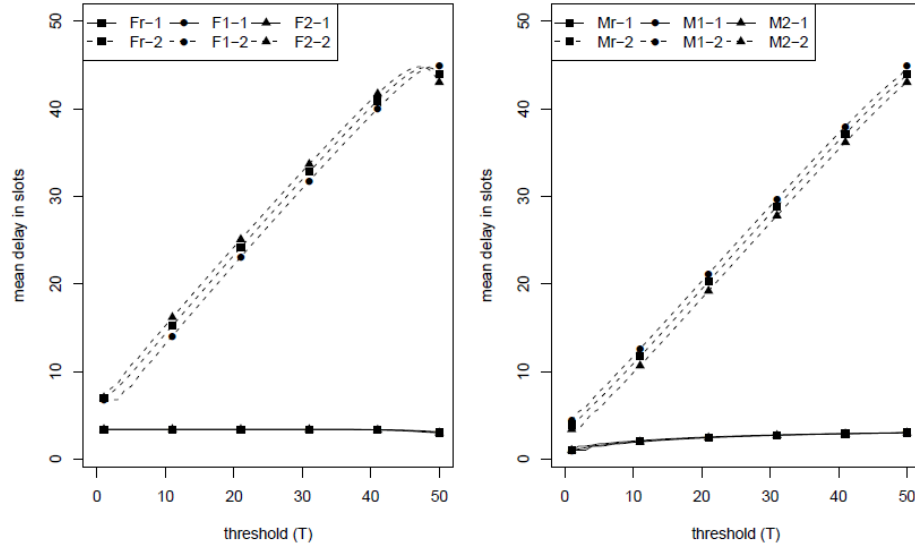 Fr−1 F1−1 F2−1
Fr−2 F1−2 F2−2
50
40
30
20
10
0
mean delay in slots
0 10 20 30 40 50
threshold (T)
Mr−1 M1−1 M2−1
Mr−2 M1−2 M2−2
50
40
30
20
10
0
mean delay in slots
0 10 20 30 40 50
threshold (T)